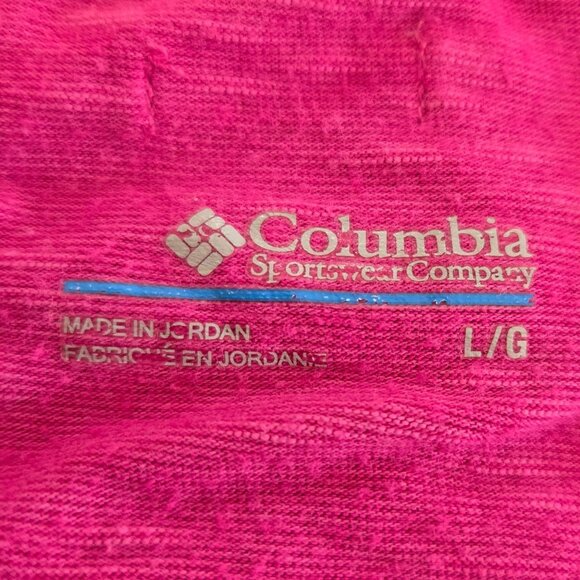 Columbia
Sportswear Company
MADE IN JORDAN
FABRIQUÉ EN JORDANIE
L/G